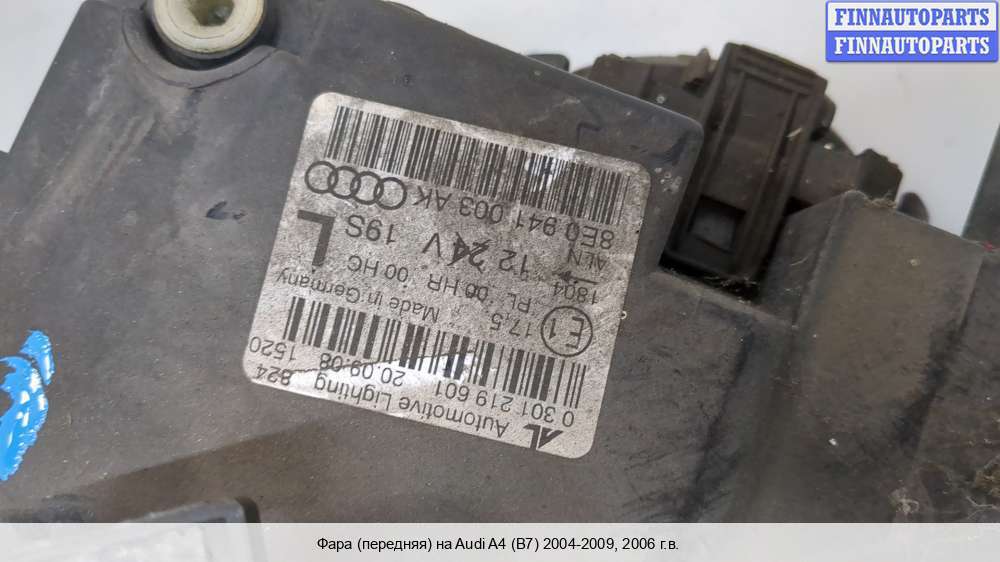 FINNAUTOPARTS
FINNAUTOPARTS
AL Automotive Lighting 824
0 301 219 601 20.09.08 1520
E1 17,5 Made in Germany
1804 PL 00 HR 00 HC
ALN 12 24 V 19S L
8E0 941 003 AK
Фара (передняя) на Audi A4 (B7) 2004-2009, 2006 г.в.